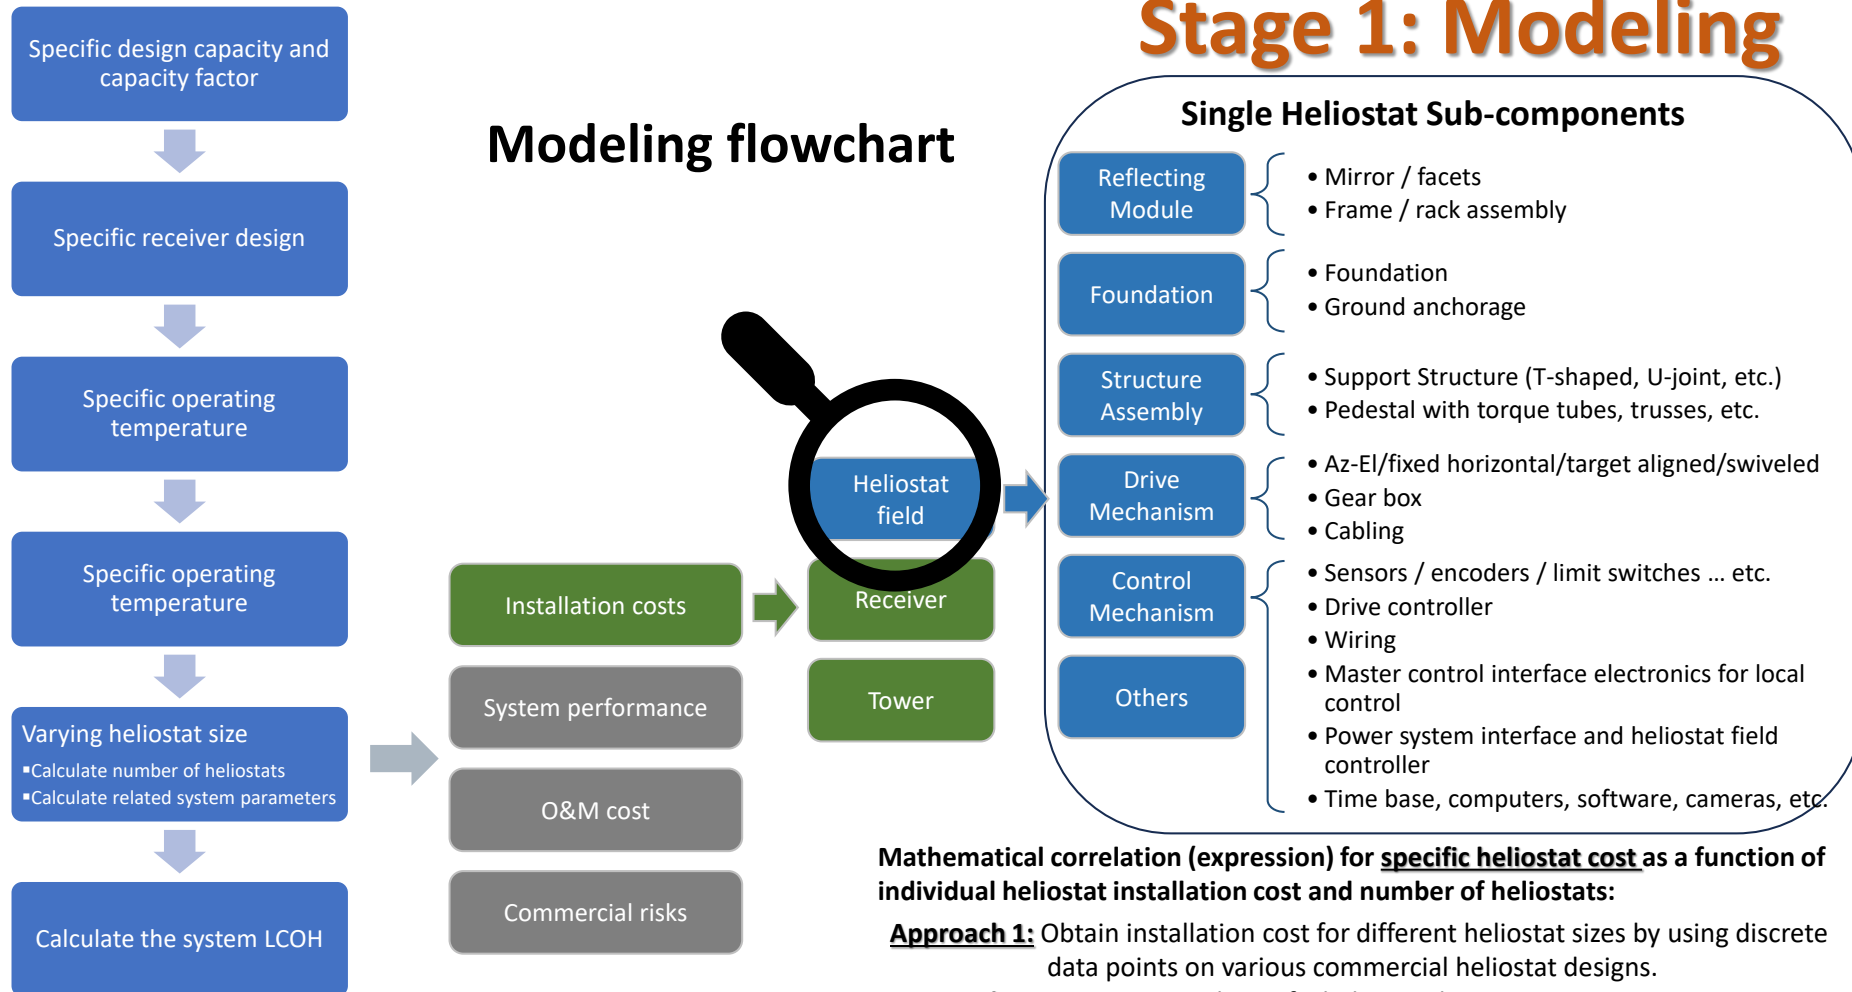 Stage 1: Modeling
Modeling flowchart
Specific design capacity and
capacity factor
Specific receiver design
Specific operating
temperature
Specific operating
temperature
Varying heliostat size
▪Calculate number of heliostats
▪Calculate related system parameters
Calculate the system LCOH
Installation costs
System performance
O&M cost
Commercial risks
Heliostat
field
Receiver
Tower
Single Heliostat Sub-components
Reflecting
Module
• Mirror / facets
• Frame / rack assembly
Foundation
• Foundation
• Ground anchorage
Structure
Assembly
• Support Structure (T-shaped, U-joint, etc.)
• Pedestal with torque tubes, trusses, etc.
Drive
Mechanism
• Az-El/fixed horizontal/target aligned/swiveled
• Gear box
• Cabling
Control
Mechanism
• Sensors / encoders / limit switches ... etc.
• Drive controller
• Wiring
• Master control interface electronics for local
control
• Power system interface and heliostat field
controller
• Time base, computers, software, cameras, etc.
Others
Mathematical correlation (expression) for specific heliostat cost as a function of
individual heliostat installation cost and number of heliostats:
Approach 1: Obtain installation cost for different heliostat sizes by using discrete
data points on various commercial heliostat designs.